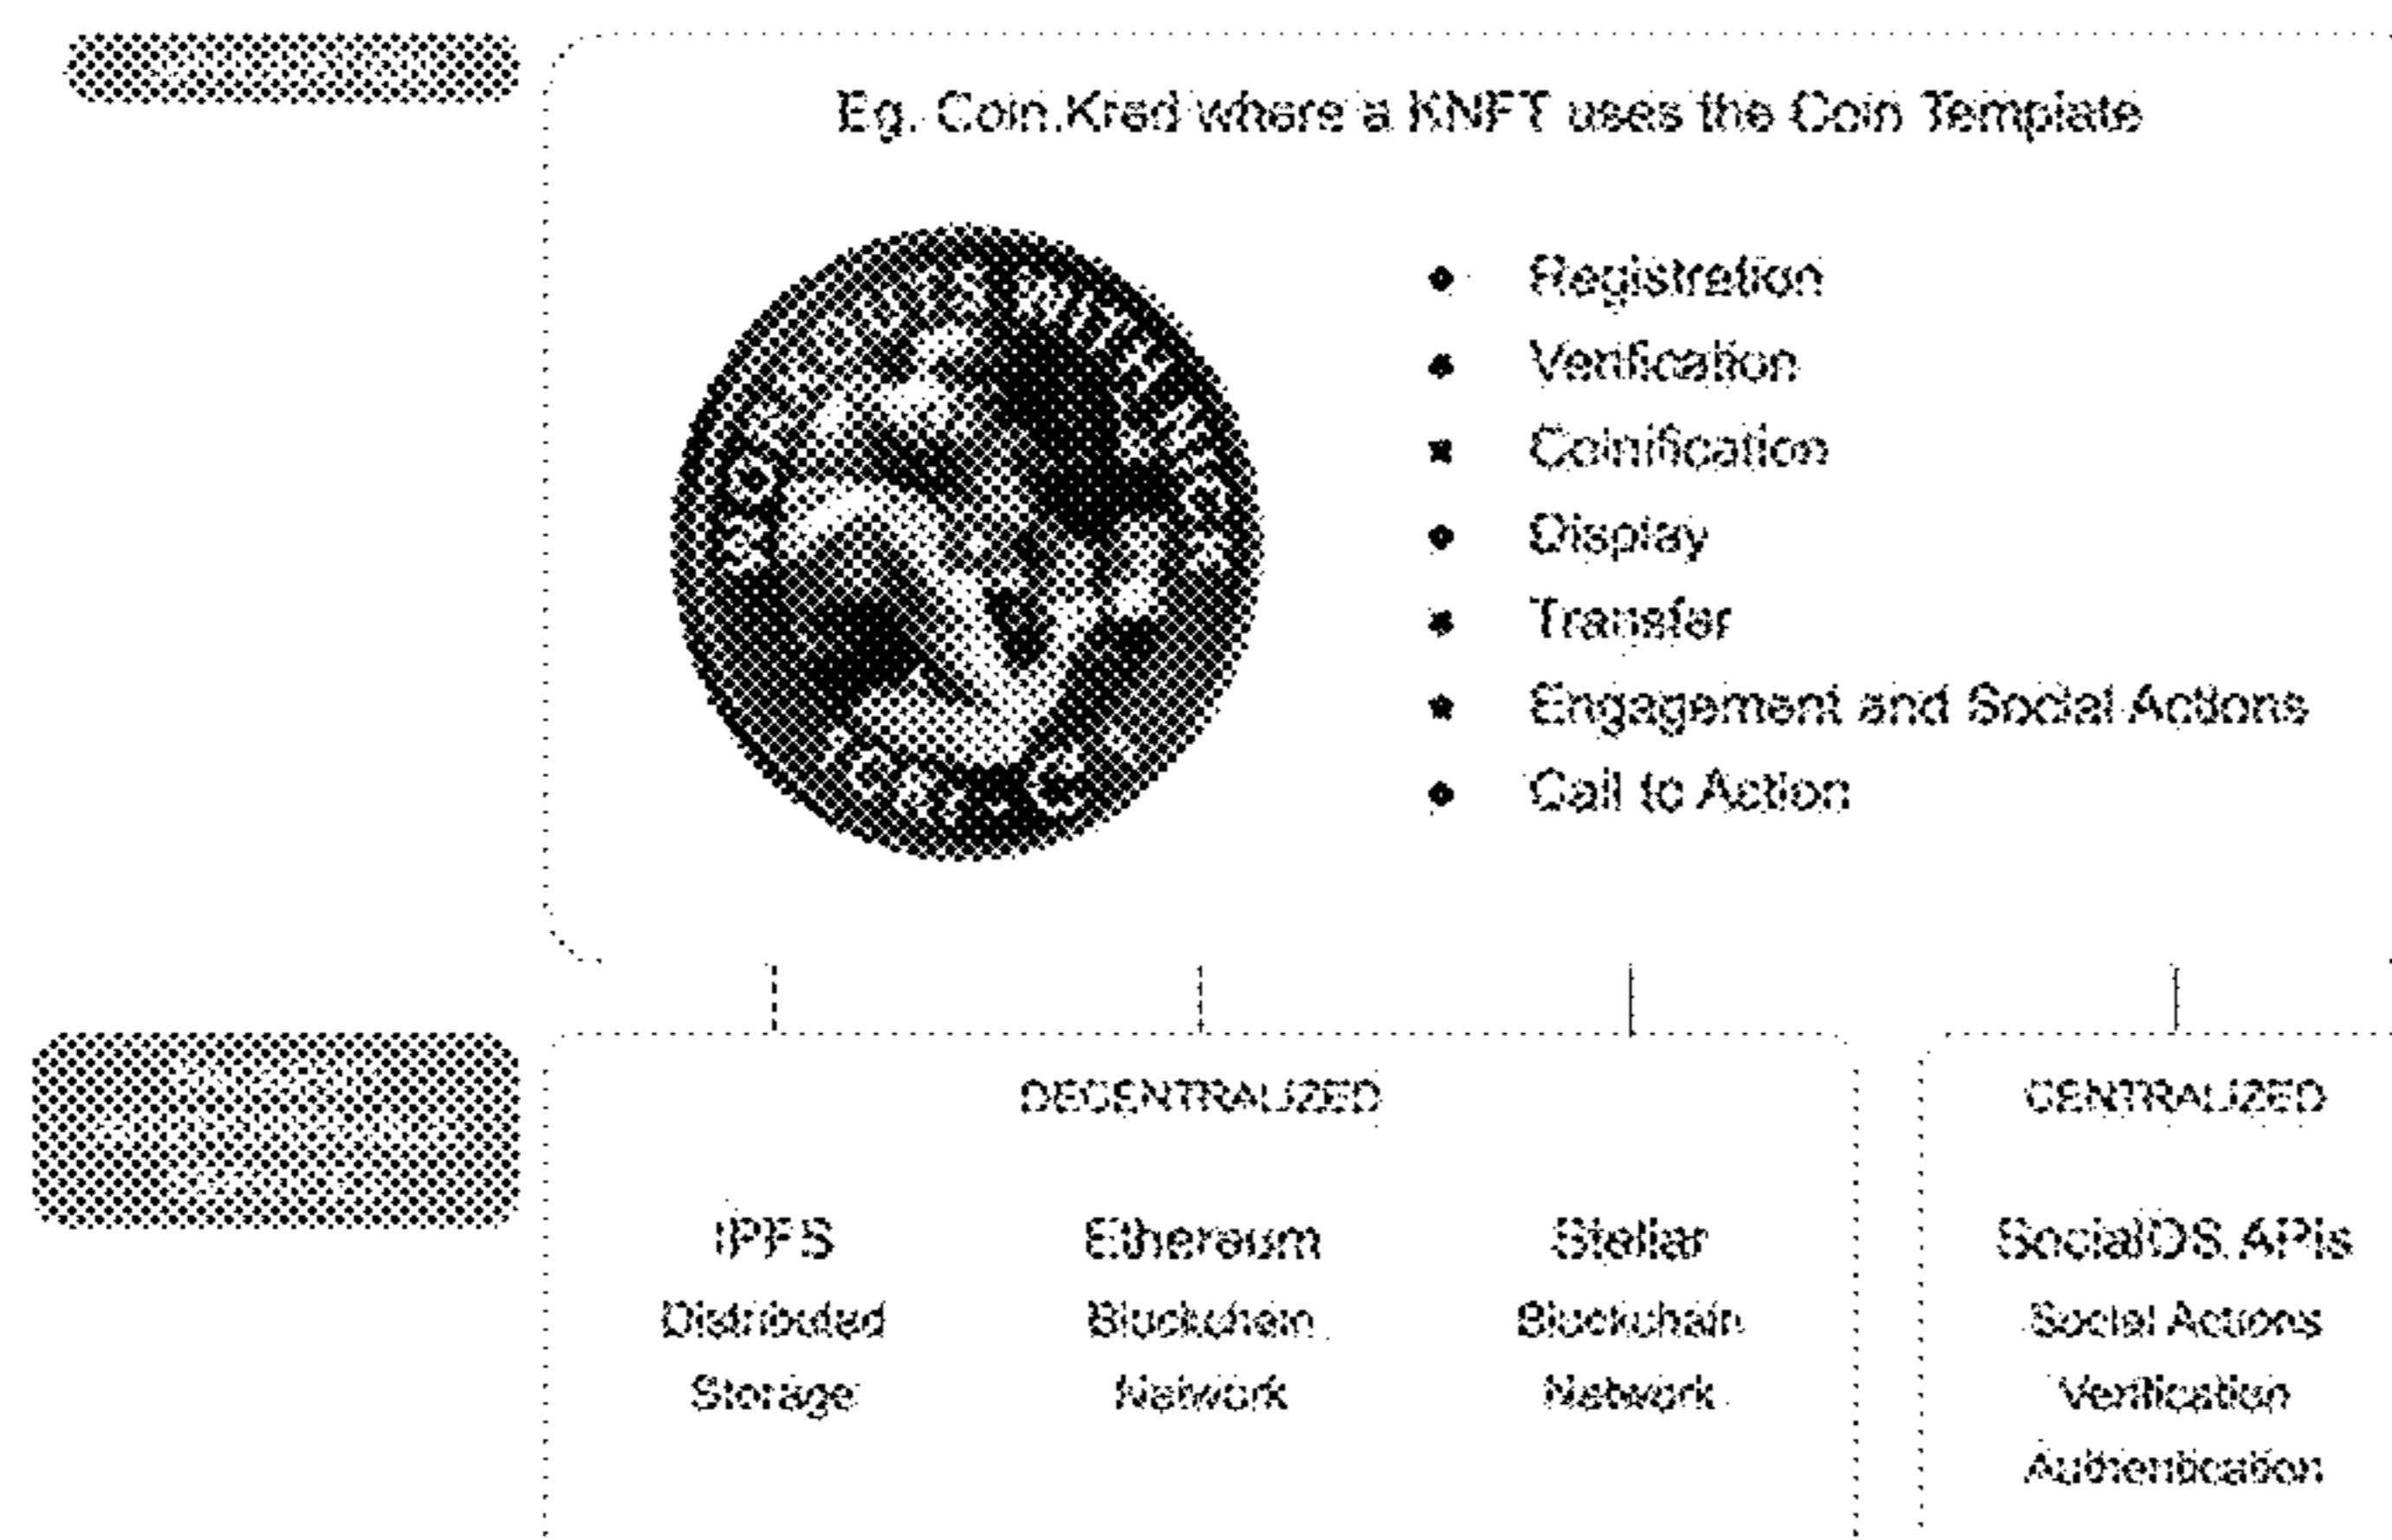 Eg. Coin.Kred where a KNFT uses the Coin Template
Registration
Verification
Coinification
Display
Transfer
Engagement and Social Actions
Call to Action
DECENTRALIZED
CENTRALIZED
IPFS
Distributed
Storage
Ethereum
Blockchain
Network
Stellar
Blockchain
Network
SocialOS APIs
Social Actions
Verification
Authentication